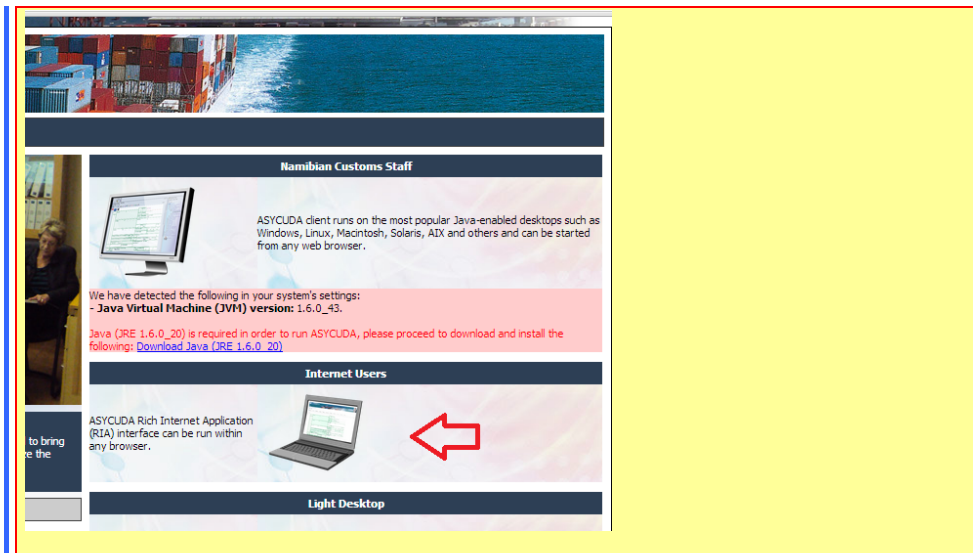 Namibian Customs Staff
ASYCUDA client runs on the most popular Java-enabled desktops such as
Windows, Linux, Macintosh, Solaris, AIX and others and can be started
from any web browser.
We have detected the following in your system's settings:
- Java Virtual Machine (JVM) version: 1.6.0_43.
Java (JRE 1.6.0_20) is required in order to run ASYCUDA, please proceed to download and install the
following: Download Java (JRE 1.6.0_20)
Internet Users
ASYCUDA Rich Internet Application
(RIA) interface can be run within
any browser.
to bring
the
Light Desktop